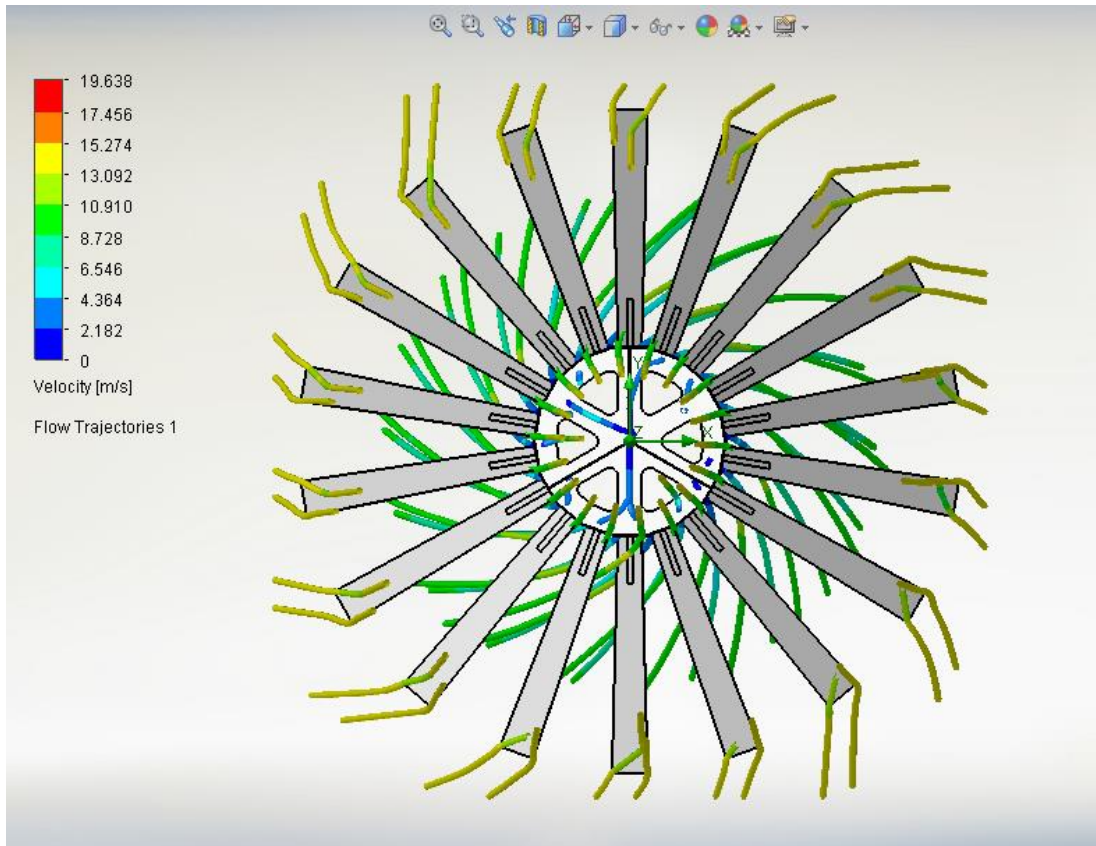 19.638
17.456
15.274
13.092
10.910
8.728
6.546
4.364
2.182
0
Velocity [m/s]
Flow Trajectories 1
Y
Z
X